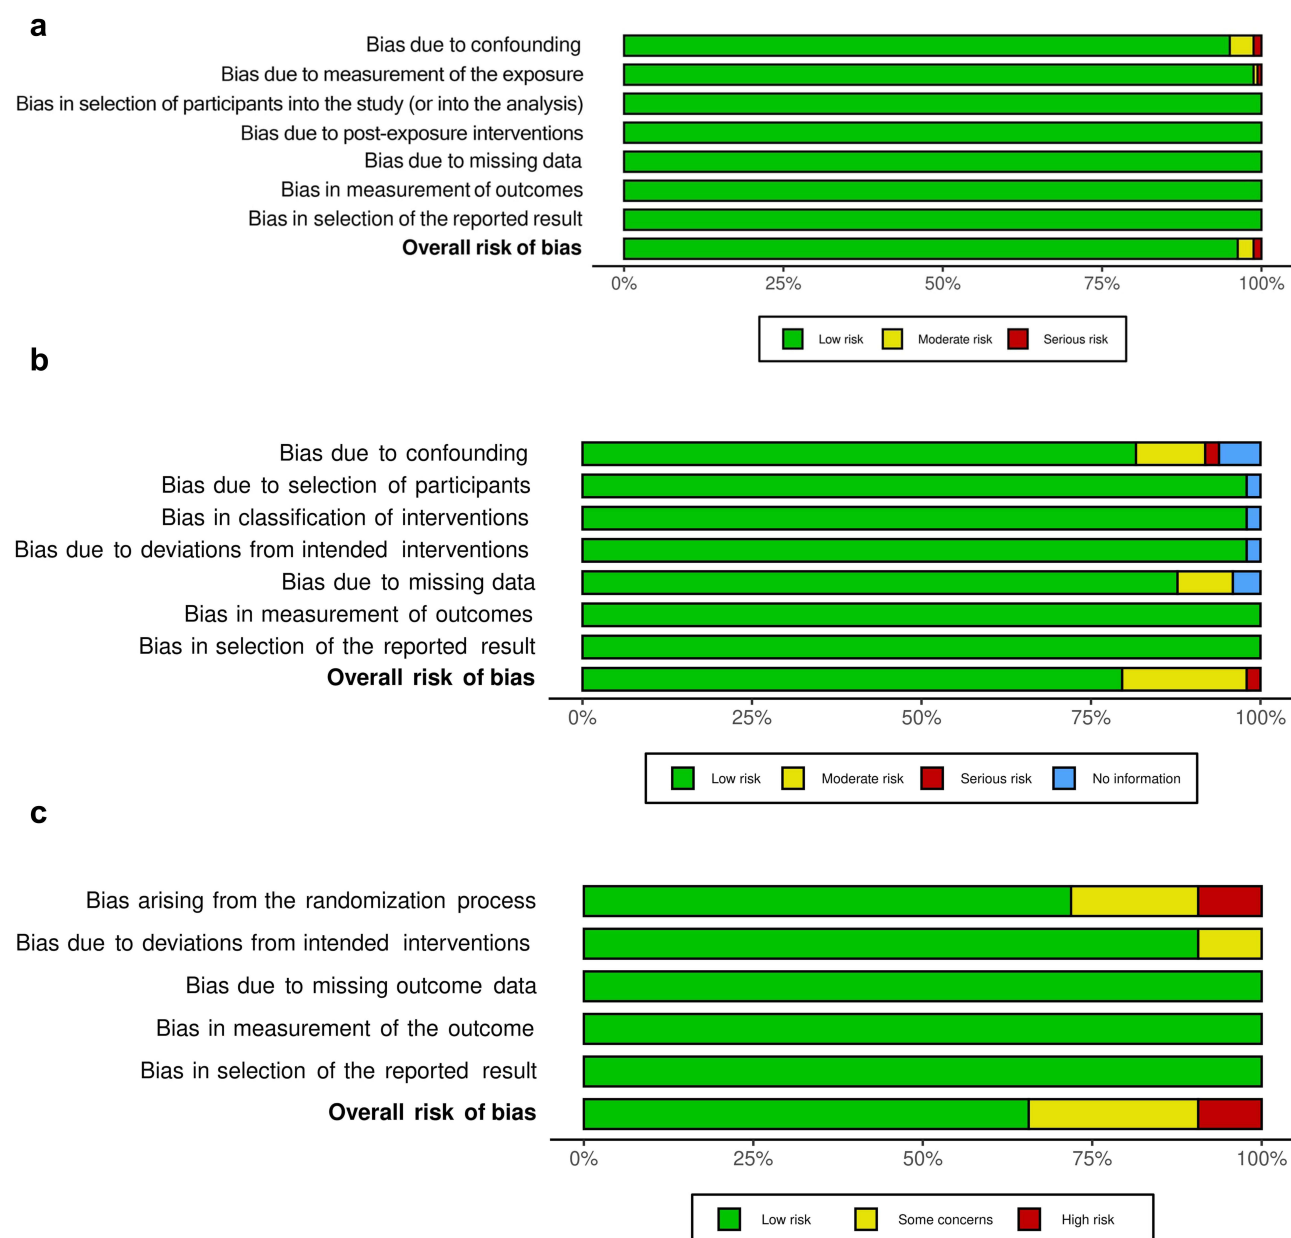 a
Bias due to confounding
Bias due to measurement of the exposure
Bias in selection of participants into the study (or into the analysis)
Bias due to post-exposure interventions
Bias due to missing data
Bias in measurement of outcomes
Bias in selection of the reported result
Overall risk of bias
0% 25% 50% 75% 100%
Low risk Moderate risk Serious risk
b
Bias due to confounding
Bias due to selection of participants
Bias in classification of interventions
Bias due to deviations from intended interventions
Bias due to missing data
Bias in measurement of outcomes
Bias in selection of the reported result
Overall risk of bias
0% 25% 50% 75% 100%
Low risk Moderate risk Serious risk No information
c
Bias arising from the randomization process
Bias due to deviations from intended interventions
Bias due to missing outcome data
Bias in measurement of the outcome
Bias in selection of the reported result
Overall risk of bias
0% 25% 50% 75% 100%
Low risk Some concerns High risk